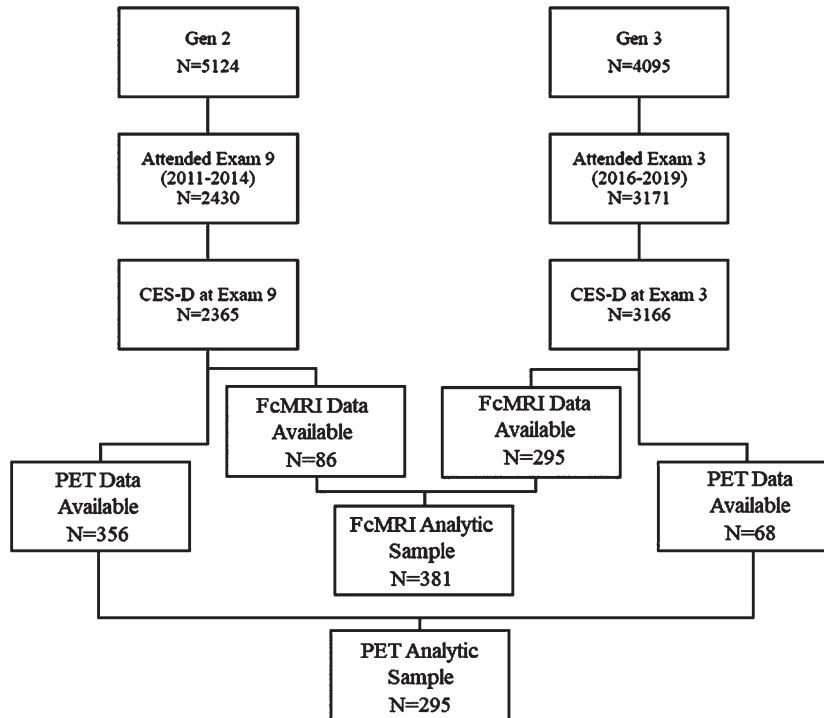 Gen 2
N=5124
Gen 3
N=4095
Attended Exam 9
(2011-2014)
N=2430
Attended Exam 3
(2016-2019)
N=3171
CES-D at Exam 9
N=2365
CES-D at Exam 3
N=3166
FcMRI Data
Available
N=86
FcMRI Data
Available
N=295
PET Data
Available
N=356
PET Data
Available
N=68
FcMRI Analytic
Sample
N=381
PET Analytic
Sample
N=295